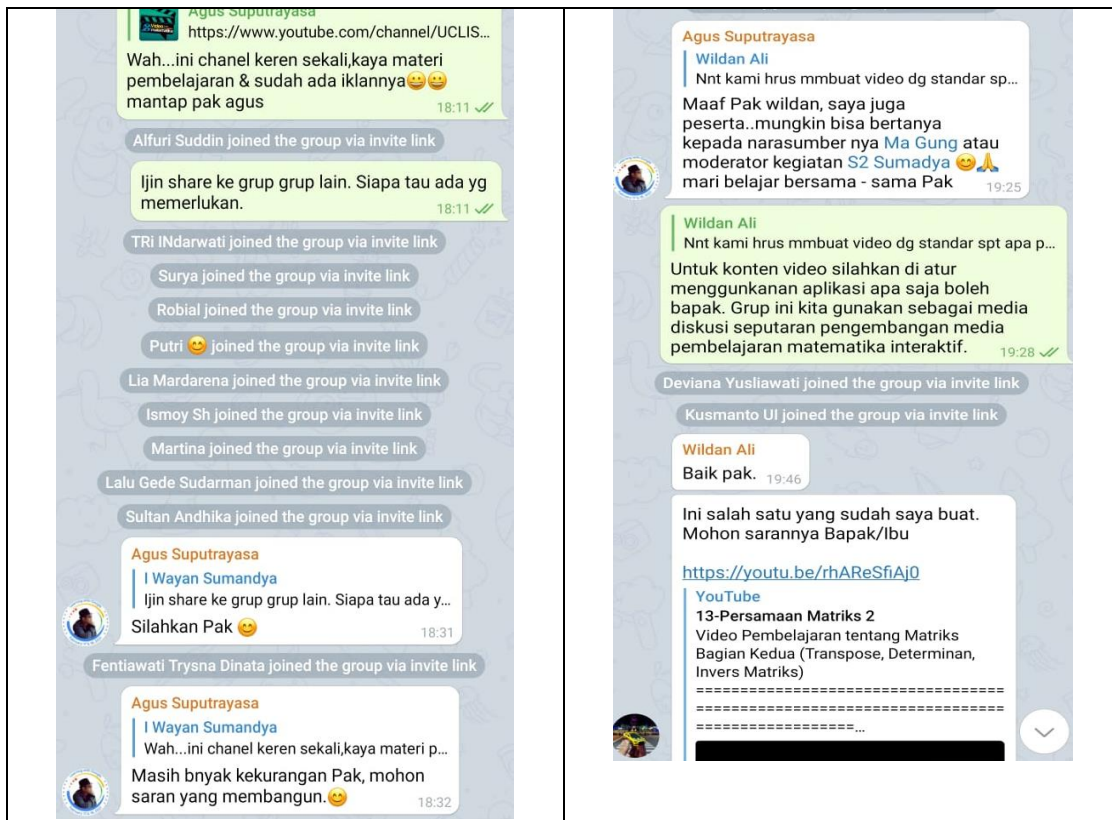 Agus Suputrayasa
https://www.youtube.com/channel/UCLIS...
Wah...ini chanel keren sekali,kaya materi
pembelajaran & sudah ada iklannya😀😀
mantap pak agus
18:11
Alfuri Suddin joined the group via invite link
Ijin share ke grup grup lain. Siapa tau ada yg
memerlukan.
18:11
TRi INdarwati joined the group via invite link
Surya joined the group via invite link
Robial joined the group via invite link
Putri 😊 joined the group via invite link
Lia Mardarena joined the group via invite link
Ismoy Sh joined the group via invite link
Martina joined the group via invite link
Lalu Gede Sudarman joined the group via invite link
Sultan Andhika joined the group via invite link
Agus Suputrayasa
I Wayan Sumandya
Ijin share ke grup grup lain. Siapa tau ada y...
Silahkan Pak 😊
18:31
Fentiawati Trysna Dinata joined the group via invite link
Agus Suputrayasa
I Wayan Sumandya
Wah...ini chanel keren sekali,kaya materi p...
Masih bnyak kekurangan Pak, mohon
saran yang membangun.😊
18:32
Agus Suputrayasa
Wildan Ali
Nnt kami hrus mmbuat video dg standar sp...
Maaf Pak wildan, saya juga
peserta..mungkin bisa bertanya
kepada narasumber nya Ma Gung atau
moderator kegiatan S2 Sumadya 😊🙏
mari belajar bersama - sama Pak
19:25
Wildan Ali
Nnt kami hrus mmbuat video dg standar spt apa p...
Untuk konten video silahkan di atur
menggunkanan aplikasi apa saja boleh
bapak. Grup ini kita gunakan sebagai media
diskusi seputaran pengembangan media
pembelajaran matematika interaktif.
19:28
Deviana Yusliawati joined the group via invite link
Kusmanto UI joined the group via invite link
Wildan Ali
Baik pak.
19:46
Ini salah satu yang sudah saya buat.
Mohon sarannya Bapak/Ibu
https://youtu.be/rhAReSfiAj0
YouTube
13-Persamaan Matriks 2
Video Pembelajaran tentang Matriks
Bagian Kedua (Transpose, Determinan,
Invers Matriks)
===================================
===================================
==================...